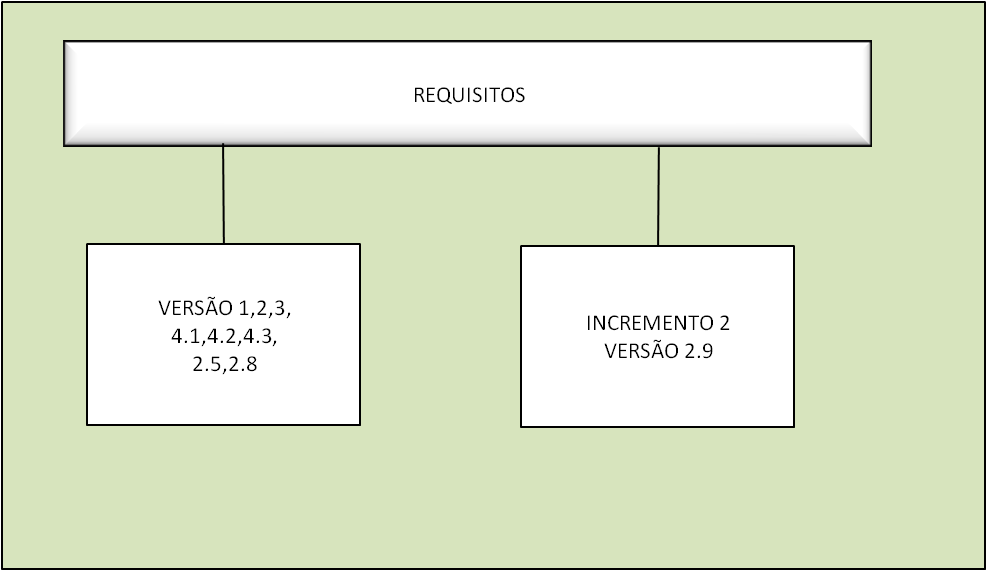 REQUISITOS
VERSÃO 1,2,3,
4.1,4.2,4.3,
2.5,2.8
INCREMENTO 2
VERSÃO 2.9